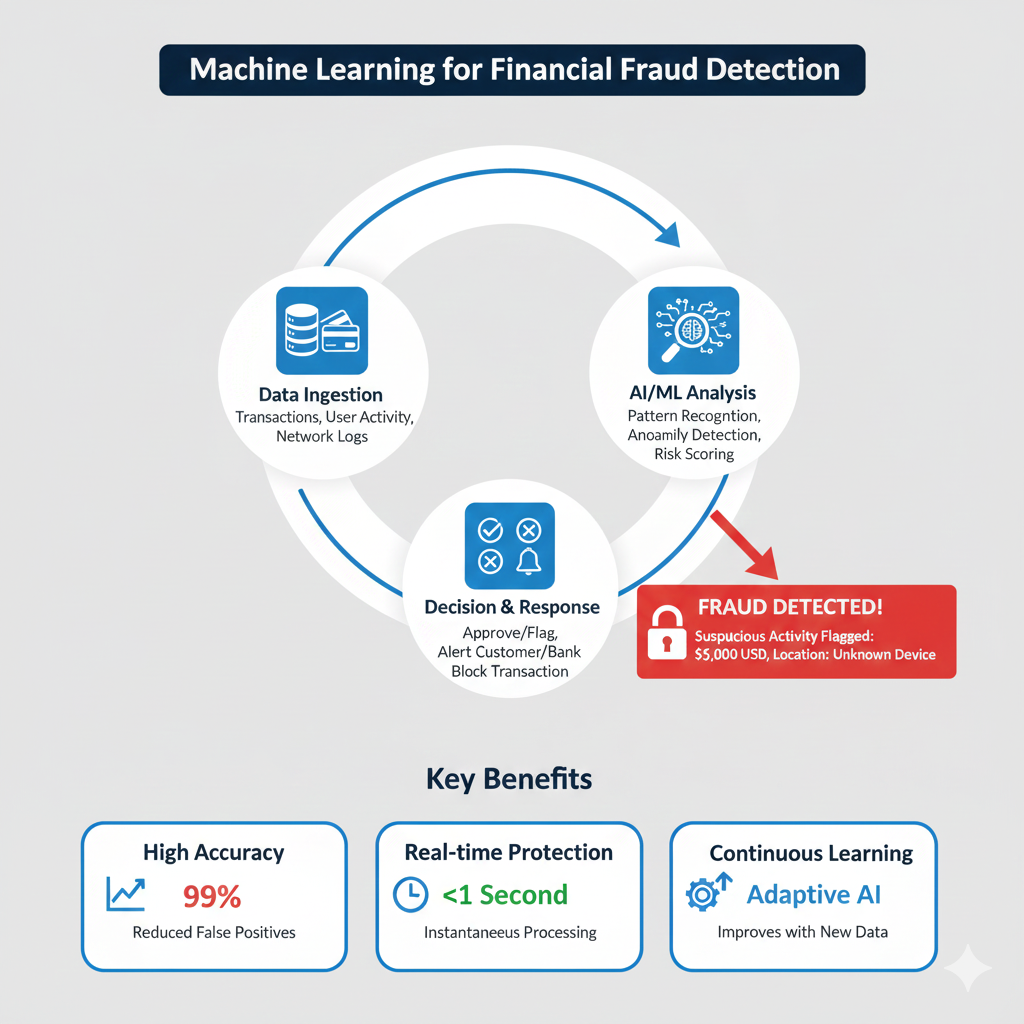 Machine Learning for Financial Fraud Detection
Data Ingestion
Transactions, User Activity,
Network Logs
AI/ML Analysis
Pattern Recogntion,
Anoamily Detection,
Risk Scoring
Decision & Response
Approve/Flag,
Alert Customer/Bank
Block Transaction
FRAUD DETECTED!
Suspucious Activity Flagged:
$5,000 USD, Location: Unknown Device
Key Benefits
High Accuracy
99%
Reduced False Positives
Real-time Protection
<1 Second
Instantaneus Processing
Continuous Learning
Adaptive AI
Improves with New Data